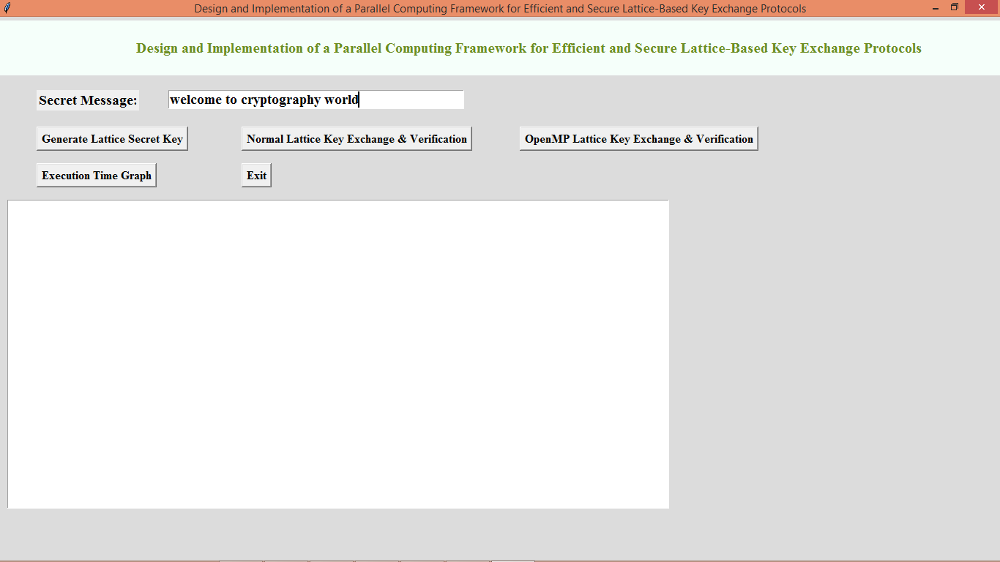 Design and Implementation of a Parallel Computing Framework for Efficient and Secure Lattice-Based Key Exchange Protocols
Design and Implementation of a Parallel Computing Framework for Efficient and Secure Lattice-Based Key Exchange Protocols
Secret Message: welcome to cryptography world
Generate Lattice Secret Key Normal Lattice Key Exchange & Verification OpenMP Lattice Key Exchange & Verification
Execution Time Graph Exit